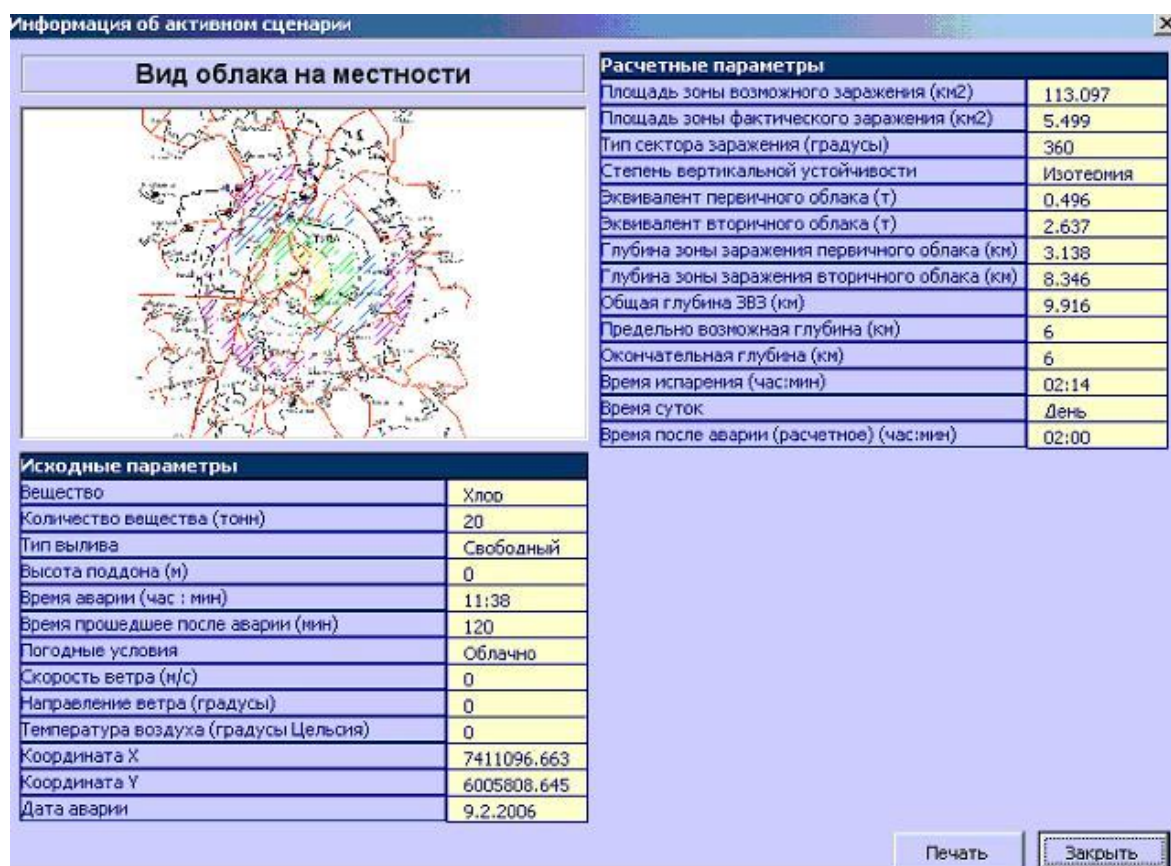 Информация об активном сценарии
Вид облака на местности
Расчетные параметры
Площадь зоны возможного заражения (км2) 113.097
Площадь зоны фактического заражения (км2) 5.499
Тип сектора заражения (градусы) 360
Степень вертикальной устойчивости Изотермия
Эквивалент первичного облака (т) 0.496
Эквивалент вторичного облака (т) 2.637
Глубина зоны заражения первичного облака (км) 3.138
Глубина зоны заражения вторичного облака (км) 8.346
Общая глубина ЗВЗ (км) 9.916
Предельно возможная глубина (км) 6
Окончательная глубина (км) 6
Время испарения (час:мин) 02:14
Время суток День
Время после аварии (расчетное) (час:мин) 02:00
Исходные параметры
Вещество Хлор
Количество вещества (тонн) 20
Тип вылива Свободный
Высота поддона (м) 0
Время аварии (час : мин) 11:38
Время прошедшее после аварии (мин) 120
Погодные условия Облачно
Скорость ветра (м/с) 0
Направление ветра (градусы) 0
Температура воздуха (градусы Цельсия) 0
Координата X 7411096.663
Координата Y 6005808.645
Дата аварии 9.2.2006
Печать
Закрыть